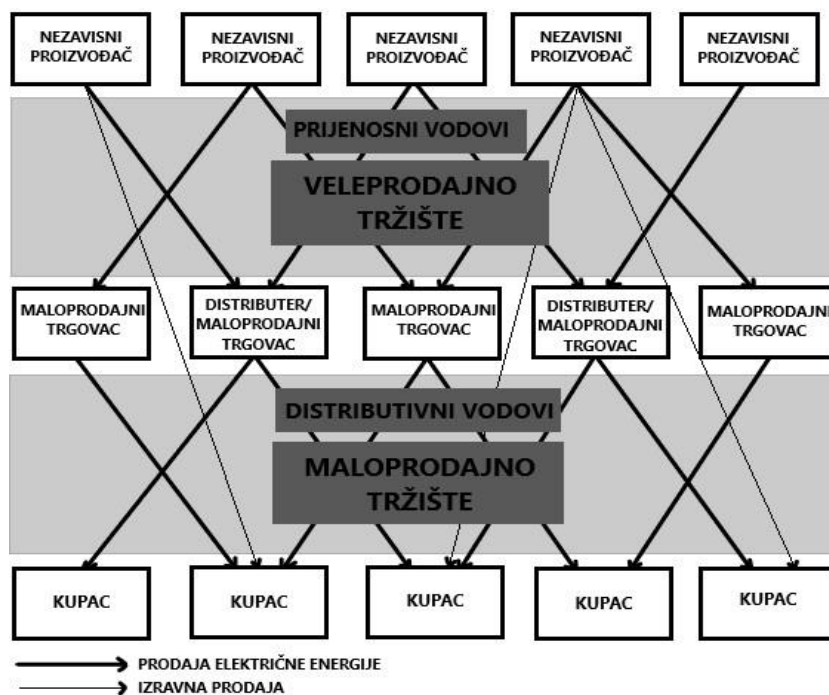 NEZAVISNI
PROIZVOĐAČ
NEZAVISNI
PROIZVOĐAČ
NEZAVISNI
PROIZVOĐAČ
NEZAVISNI
PROIZVOĐAČ
NEZAVISNI
PROIZVOĐAČ
PRIJENOSNI VODOVI
VELEPRODAJNO
TRŽIŠTE
MALOPRODAJNI
TRGOVAC
DISTRIBUTER/
MALOPRODAJNI
TRGOVAC
MALOPRODAJNI
TRGOVAC
DISTRIBUTER/
MALOPRODAJNI
TRGOVAC
MALOPRODAJNI
TRGOVAC
DISTRIBUTIVNI VODOVI
MALOPRODAJNO
TRŽIŠTE
KUPAC
KUPAC
KUPAC
KUPAC
KUPAC
PRODAJA ELEKTRIČNE ENERGIJE
IZRAVNA PRODAJA